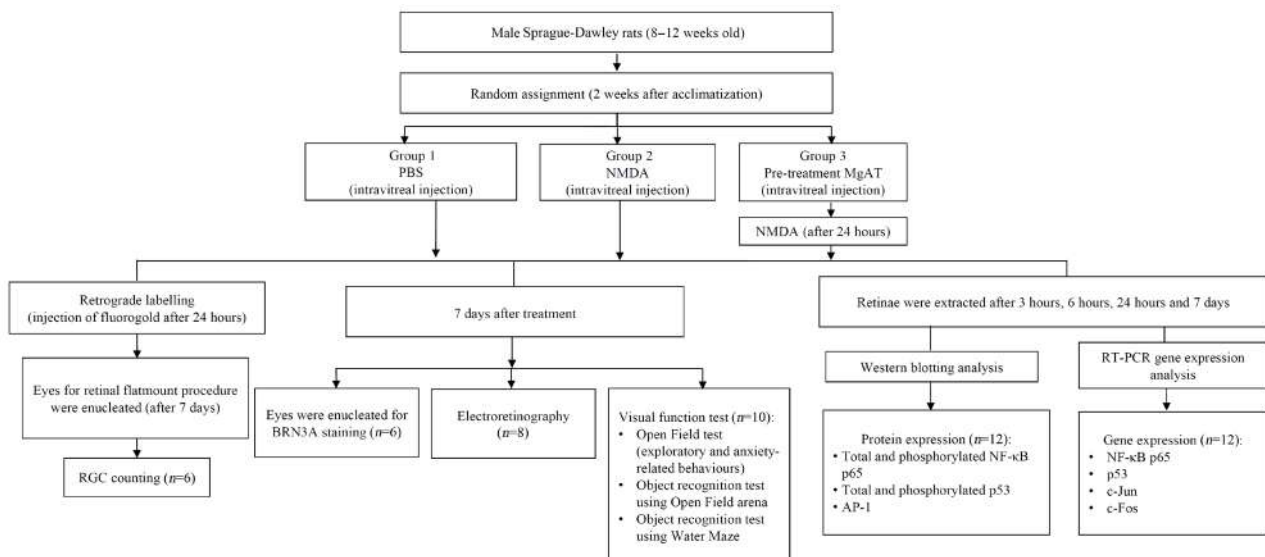 Male Sprague-Dawley rats (8–12 weeks old)
Random assignment (2 weeks after acclimatization)
Group 1
PBS
(intravitreal injection)
Group 2
NMDA
(intravitreal injection)
Group 3
Pre-treatment MgAT
(intravitreal injection)
NMDA (after 24 hours)
Retrograde labelling
(injection of fluorogold after 24 hours)
7 days after treatment
Retinae were extracted after 3 hours, 6 hours, 24 hours and 7 days
Eyes for retinal flatmount procedure
were enucleated (after 7 days)
RGC counting (n=6)
Eyes were enucleated for
BRN3A staining (n=6)
Electroretinography
(n=8)
Visual function test (n=10):
• Open Field test
(exploratory and anxiety-
related behaviours)
• Object recognition test
using Open Field arena
• Object recognition test
using Water Maze
Western blotting analysis
Protein expression (n=12):
• Total and phosphorylated NF-κB
p65
• Total and phosphorylated p53
• AP-1
RT-PCR gene expression
analysis
Gene expression (n=12):
• NF-κB p65
• p53
• c-Jun
• c-Fos